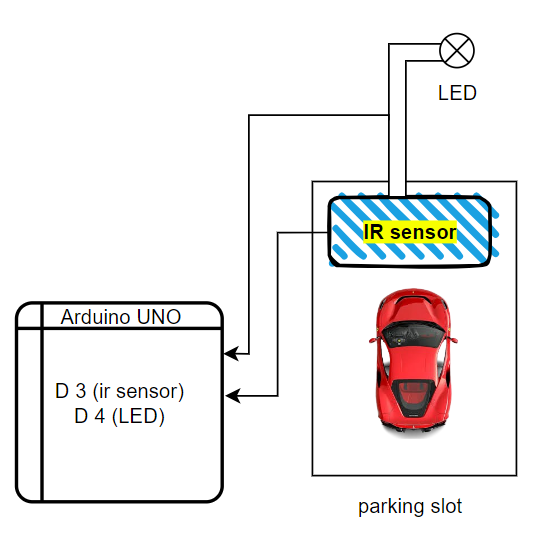 LED
IR sensor
Arduino UNO
D 3 (ir sensor)
D 4 (LED)
parking slot